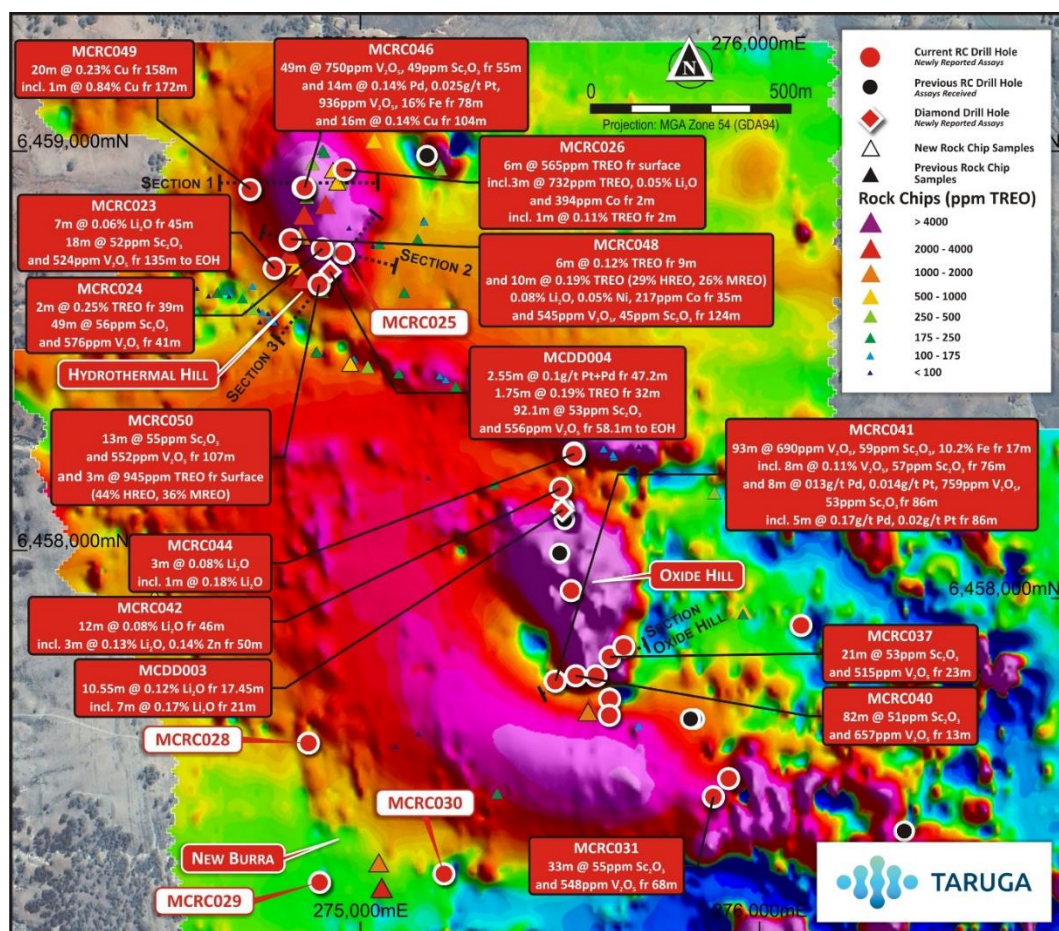 276,000mE
MCRC049
20m @ 0.23% Cu fr 158m
incl. 1m @ 0.84% Cu fr 172m
MCRC046
49m @ 750ppm V₂O₅, 49ppm Sc₂O₃ fr 55m
and 14m @ 0.14% Pd, 0.025g/t Pt,
936ppm V₂O₅, 16% Fe fr 78m
and 16m @ 0.14% Cu fr 104m
N
0
500m
Projection: MGA Zone 54 (GDA94)
6,459,000mN
MCRC026
6m @ 565ppm TREO fr surface
incl.3m @ 732ppm TREO, 0.05% Li₂O
and 394ppm Co fr 2m
incl. 1m @ 0.11% TREO fr 2m
SECTION 1
MCRC023
7m @ 0.06% Li₂O fr 45m
18m @ 52ppm Sc₂O₃
and 524ppm V₂O₅ fr 135m to EOH
SECTION 2
MCRC048
6m @ 0.12% TREO fr 9m
and 10m @ 0.19% TREO (29% HREO, 26% MREO)
0.08% Li₂O, 0.05% Ni, 217ppm Co fr 35m
and 545ppm V₂O₅, 45ppm Sc₂O₃ fr 124m
MCRC024
2m @ 0.25% TREO fr 39m
49m @ 56ppm Sc₂O₃
and 576ppm V₂O₅ fr 41m
MCRC025
HYDROTHERMAL HILL
SECTION 3
Current RC Drill Hole
Newly Reported Assays
Previous RC Drill Hole
Assays Received
Diamond Drill Hole
Newly Reported Assays
New Rock Chip Samples
Previous Rock Chip
Samples
Rock Chips (ppm TREO)
> 4000
2000 - 4000
1000 - 2000
500 - 1000
250 - 500
175 - 250
100 - 175
< 100
MCDD004
2.55m @ 0.1g/t Pt+Pd fr 47.2m
1.75m @ 0.19% TREO fr 32m
92.1m @ 53ppm Sc₂O₃
and 556ppm V₂O₅ fr 58.1m to EOH
MCRC050
13m @ 55ppm Sc₂O₃
and 552ppm V₂O₅ fr 107m
and 3m @ 945ppm TREO fr Surface
(44% HREO, 36% MREO)
MCRC041
93m @ 690ppm V₂O₅, 59ppm Sc₂O₃, 10.2% Fe fr 17m
incl. 8m @ 0.11% V₂O₅, 57ppm Sc₂O₃ fr 76m
and 8m @ 013g/t Pd, 0.014g/t Pt, 759ppm V₂O₅,
53ppm Sc₂O₃ fr 86m
incl. 5m @ 0.17g/t Pd, 0.02g/t Pt fr 86m
6,458,000mN
MCRC044
3m @ 0.08% Li₂O
incl. 1m @ 0.18% Li₂O
OXIDE HILL
6,458,000mN
MCRC042
12m @ 0.08% Li₂O fr 46m
incl. 3m @ 0.13% Li₂O, 0.14% Zn fr 50m
SECTION
OXIDE HILL
MCRC037
21m @ 53ppm Sc₂O₃
and 515ppm V₂O₅ fr 23m
MCDD003
10.55m @ 0.12% Li₂O fr 17.45m
incl. 7m @ 0.17% Li₂O fr 21m
MCRC040
82m @ 51ppm Sc₂O₃
and 657ppm V₂O₅ fr 13m
MCRC028
MCRC030
NEW BURRA
MCRC031
33m @ 55ppm Sc₂O₃
and 548ppm V₂O₅ fr 68m
MCRC029
275,000mE
276,000mE
TARUGA